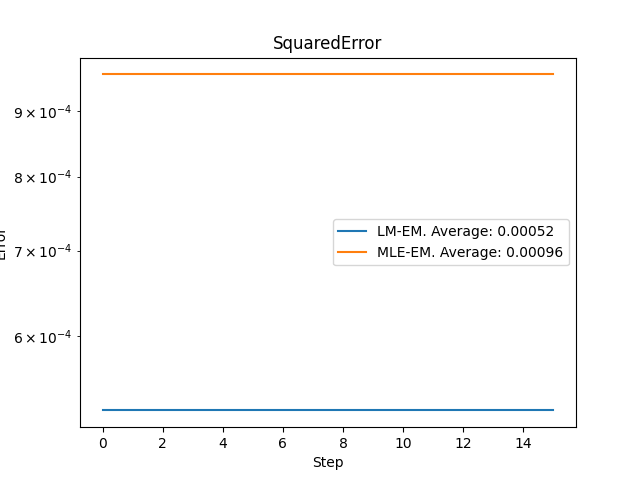 SquaredError
9 × 10⁻⁴
8 × 10⁻⁴
7 × 10⁻⁴
6 × 10⁻⁴
Error
LM-EM. Average: 0.00052
MLE-EM. Average: 0.00096
0 2 4 6 8 10 12 14
Step